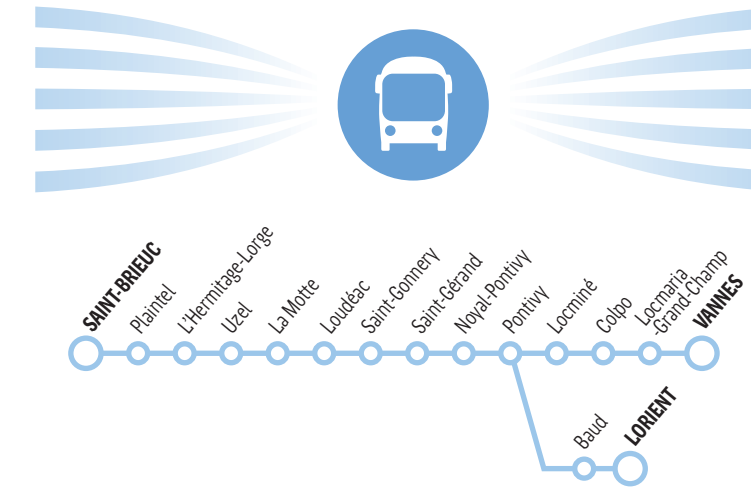 SAINT-BRIEUC
Plaintel
L'Hermitage-Lorge
Uzel
La Motte
Loudéac
Saint-Gonnery
Saint-Gérand
Noyal-Pontivy
Pontivy
Locminé
Colpo
Locmaria
-Grand-Champ
VANNES
Baud
LORIENT